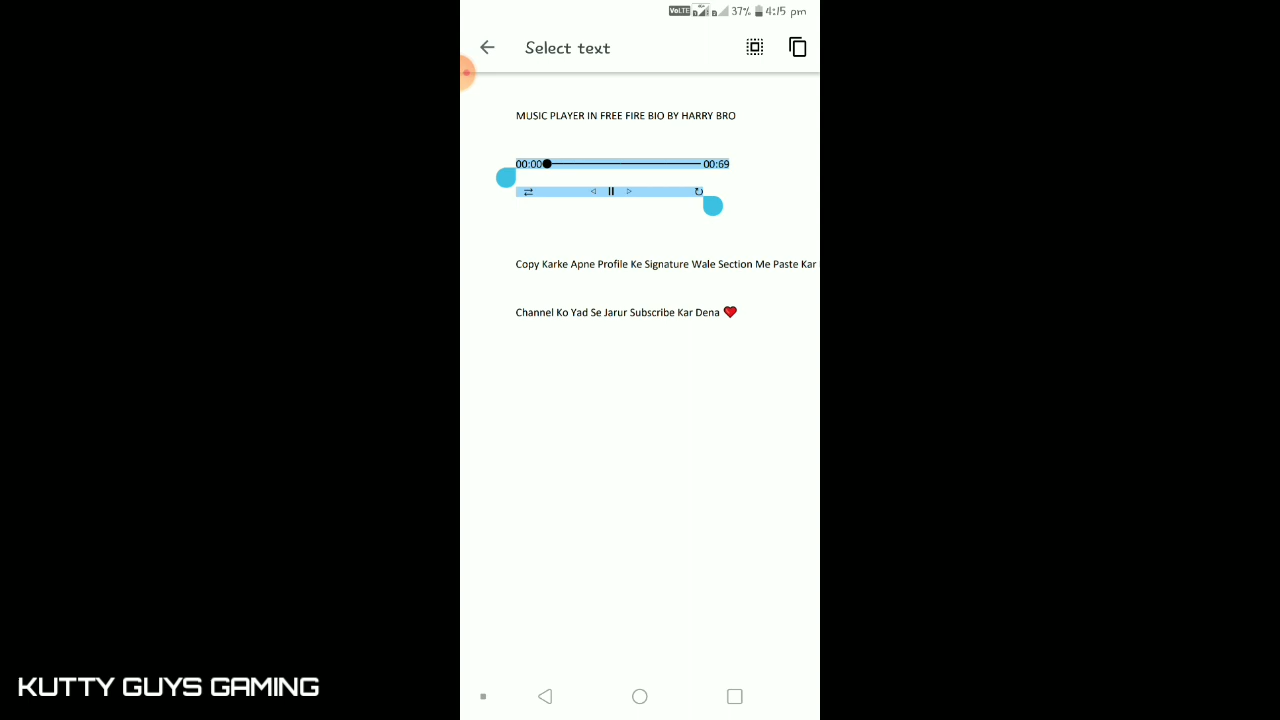 VoLTE 4G 37% 4:15 pm
Select text
MUSIC PLAYER IN FREE FIRE BIO BY HARRY BRO
00:00●────────── 00:69
⇄ ◁ II ▷ ↻
Copy Karke Apne Profile Ke Signature Wale Section Me Paste Kar
Channel Ko Yad Se Jarur Subscribe Kar Dena ❤
KUTTY GUYS GAMING